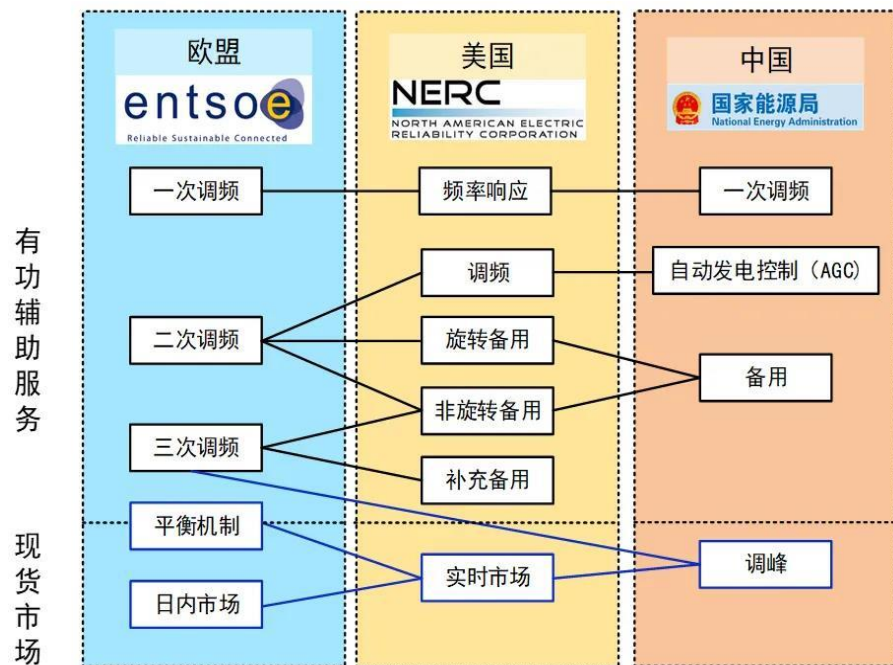 欧盟
entsoe
Reliable Sustainable Connected
美国
NERC
NORTH AMERICAN ELECTRIC
RELIABILITY CORPORATION
中国
国家能源局
National Energy Administration
有功辅助服务
一次调频
频率响应
一次调频
调频
自动发电控制（AGC)
二次调频
旋转备用
备用
非旋转备用
三次调频
补充备用
现货市场
平衡机制
实时市场
调峰
日内市场